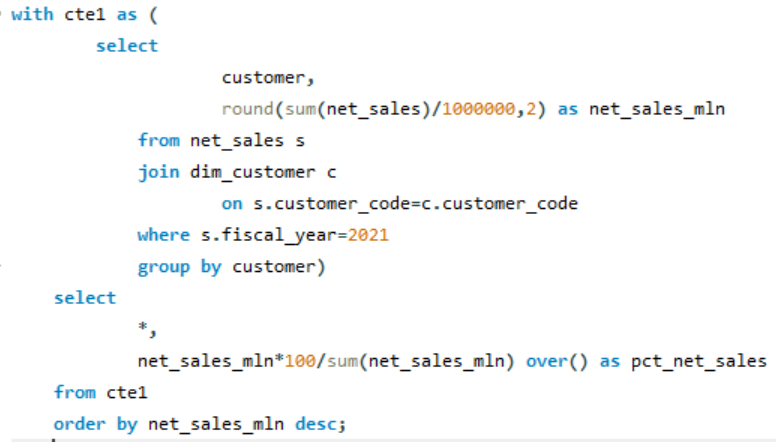 with cte1 as (
select
customer,
round(sum(net_sales)/1000000,2) as net_sales_mln
from net_sales s
join dim_customer c
on s.customer_code=c.customer_code
where s.fiscal_year=2021
group by customer)
select
*,
net_sales_mln*100/sum(net_sales_mln) over() as pct_net_sales
from cte1
order by net_sales_mln desc;